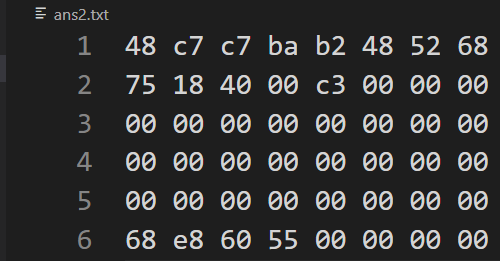 ans2.txt
1 48 c7 c7 ba b2 48 52 68
2 75 18 40 00 c3 00 00 00
3 00 00 00 00 00 00 00 00
4 00 00 00 00 00 00 00 00
5 00 00 00 00 00 00 00 00
6 68 e8 60 55 00 00 00 00